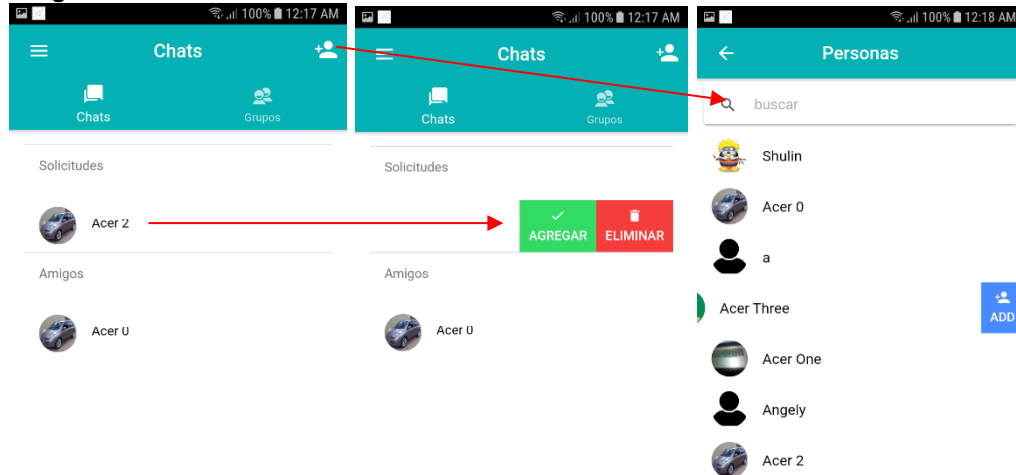 100% 12:17 AM
Chats
Chats
Grupos
Solicitudes
Acer 2
Amigos
Acer 0
100% 12:17 AM
Chats
Chats
Grupos
Solicitudes
AGREGAR
ELIMINAR
Amigos
Acer 0
100% 12:18 AM
Personas
buscar
Shulin
Acer 0
a
Acer Three
ADD
Acer One
Angely
Acer 2